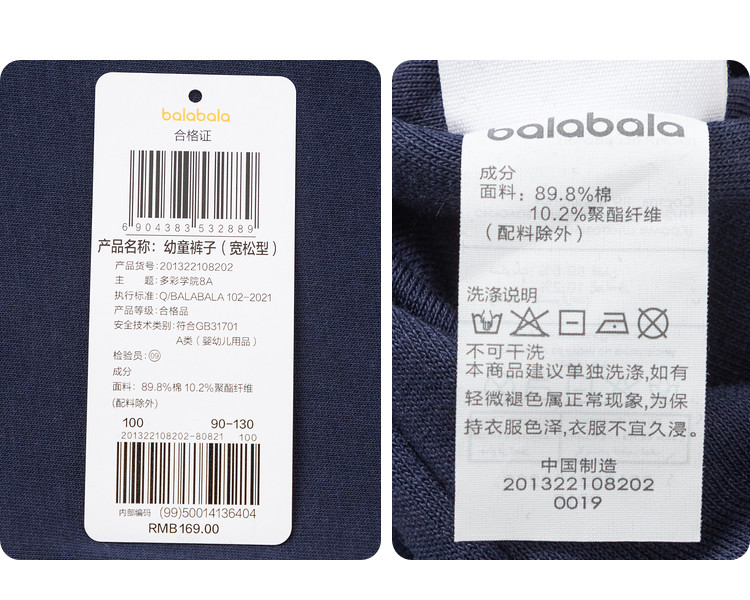 balabala
合格证
6 904383 532889
产品名称：幼童裤子（宽松型）
产品货号：201322108202
主 题：多彩学院8A
执行标准：Q/BALABALA 102-2021
产品等级：合格品
安全技术类别：符合GB31701
A类（婴幼儿用品）
检验员：09
成分
面料：89.8%棉 10.2%聚酯纤维
(配料除外)
100 90-130
201322108202-80821 100
内部编码 (99)50014136404
RMB169.00
balabala
成分
面料：89.8%棉
10.2%聚酯纤维
（配料除外）
洗涤说明
不可干洗
本商品建议单独洗涤,如有
轻微褪色属正常现象,为保
持衣服色泽,衣服不宜久浸。
中国制造
201322108202
0019